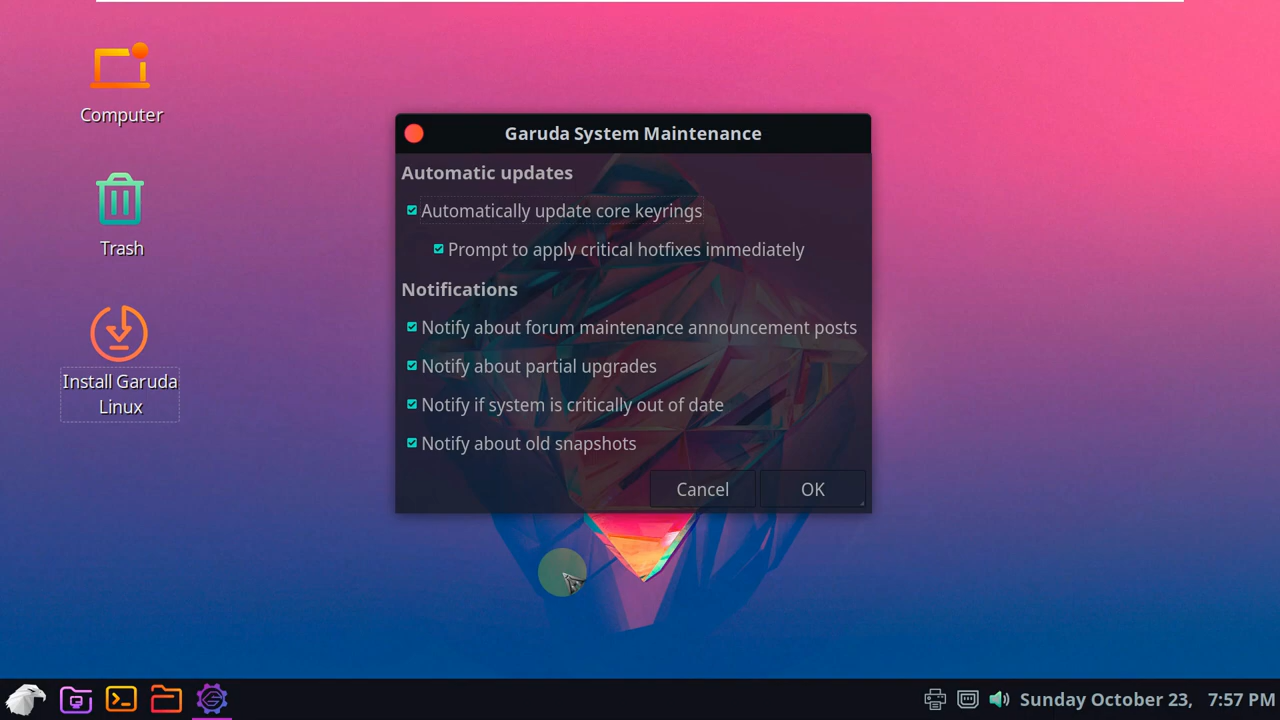 Computer
Trash
Install Garuda
Linux
Garuda System Maintenance
Automatic updates
Automatically update core keyrings
Prompt to apply critical hotfixes immediately
Notifications
Notify about forum maintenance announcement posts
Notify about partial upgrades
Notify if system is critically out of date
Notify about old snapshots
Cancel
OK
Sunday October 23, 7:57 PM